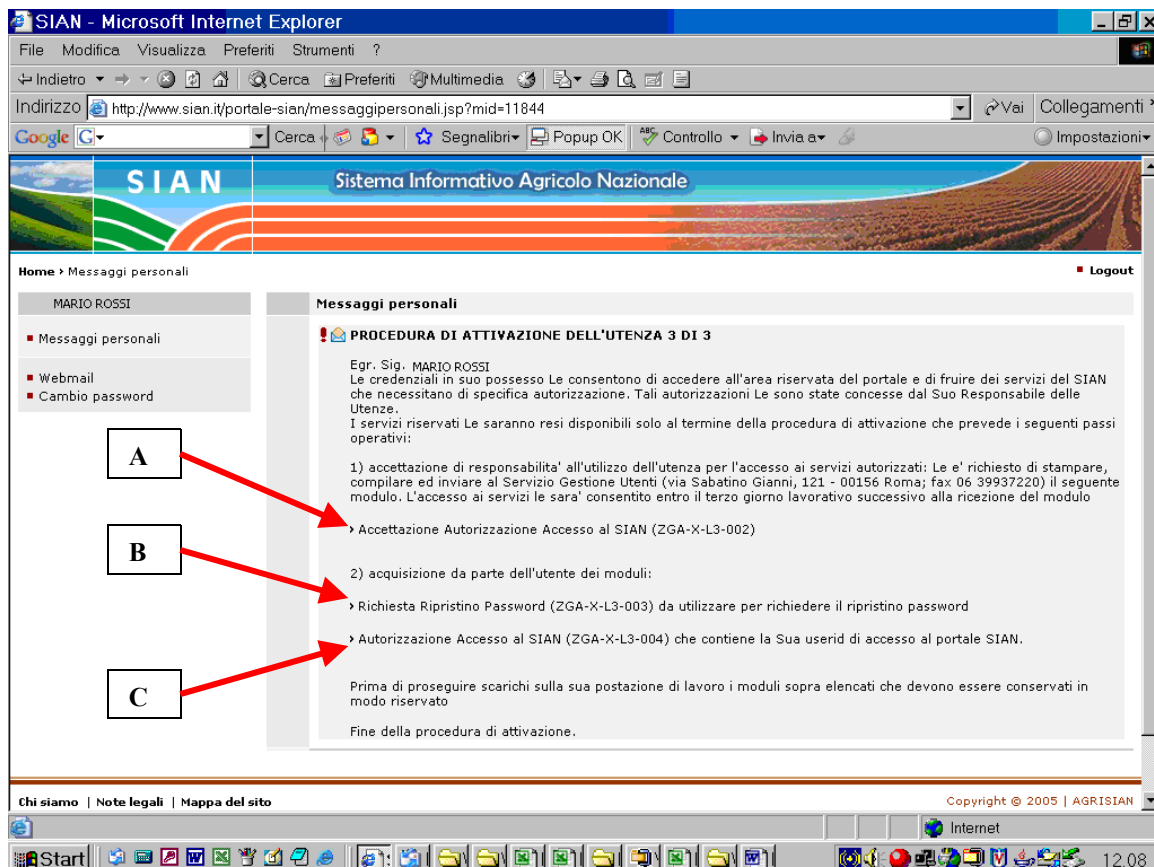 SIAN - Microsoft Internet Explorer
File Modifica Visualizza Preferiti Strumenti ?
Indietro Cerca Preferiti Multimedia
Indirizzo http://www.sian.it/portale-sian/messaggipersonali.jsp?mid=11844 Vai Collegamenti
Google G Cerca Segnalibri Popup OK ABC Controllo Invia a Impostazioni
SIAN Sistema Informativo Agricolo Nazionale
Home › Messaggi personali Logout
MARIO ROSSI
Messaggi personali
Webmail
Cambio password
Messaggi personali
PROCEDURA DI ATTIVAZIONE DELL'UTENZA 3 DI 3
Egr. Sig. MARIO ROSSI
Le credenziali in suo possesso Le consentono di accedere all'area riservata del portale e di fruire dei servizi del SIAN
che necessitano di specifica autorizzazione. Tali autorizzazioni Le sono state concesse dal Suo Responsabile delle
Utenze.
I servizi riservati Le saranno resi disponibili solo al termine della procedura di attivazione che prevede i seguenti passi
operativi:
1) accettazione di responsabilita' all'utilizzo dell'utenza per l'accesso ai servizi autorizzati: Le e' richiesto di stampare,
compilare ed inviare al Servizio Gestione Utenti (via Sabatino Gianni, 121 - 00156 Roma; fax 06 39937220) il seguente
modulo. L'accesso ai servizi le sara' consentito entro il terzo giorno lavorativo successivo alla ricezione del modulo
› Accettazione Autorizzazione Accesso al SIAN (ZGA-X-L3-002)
2) acquisizione da parte dell'utente dei moduli:
› Richiesta Ripristino Password (ZGA-X-L3-003) da utilizzare per richiedere il ripristino password
› Autorizzazione Accesso al SIAN (ZGA-X-L3-004) che contiene la Sua userid di accesso al portale SIAN.
Prima di proseguire scarichi sulla sua postazione di lavoro i moduli sopra elencati che devono essere conservati in
modo riservato
Fine della procedura di attivazione.
A
B
C
Chi siamo | Note legali | Mappa del sito Copyright @ 2005 | AGRISIAN
Internet
Start 12.08